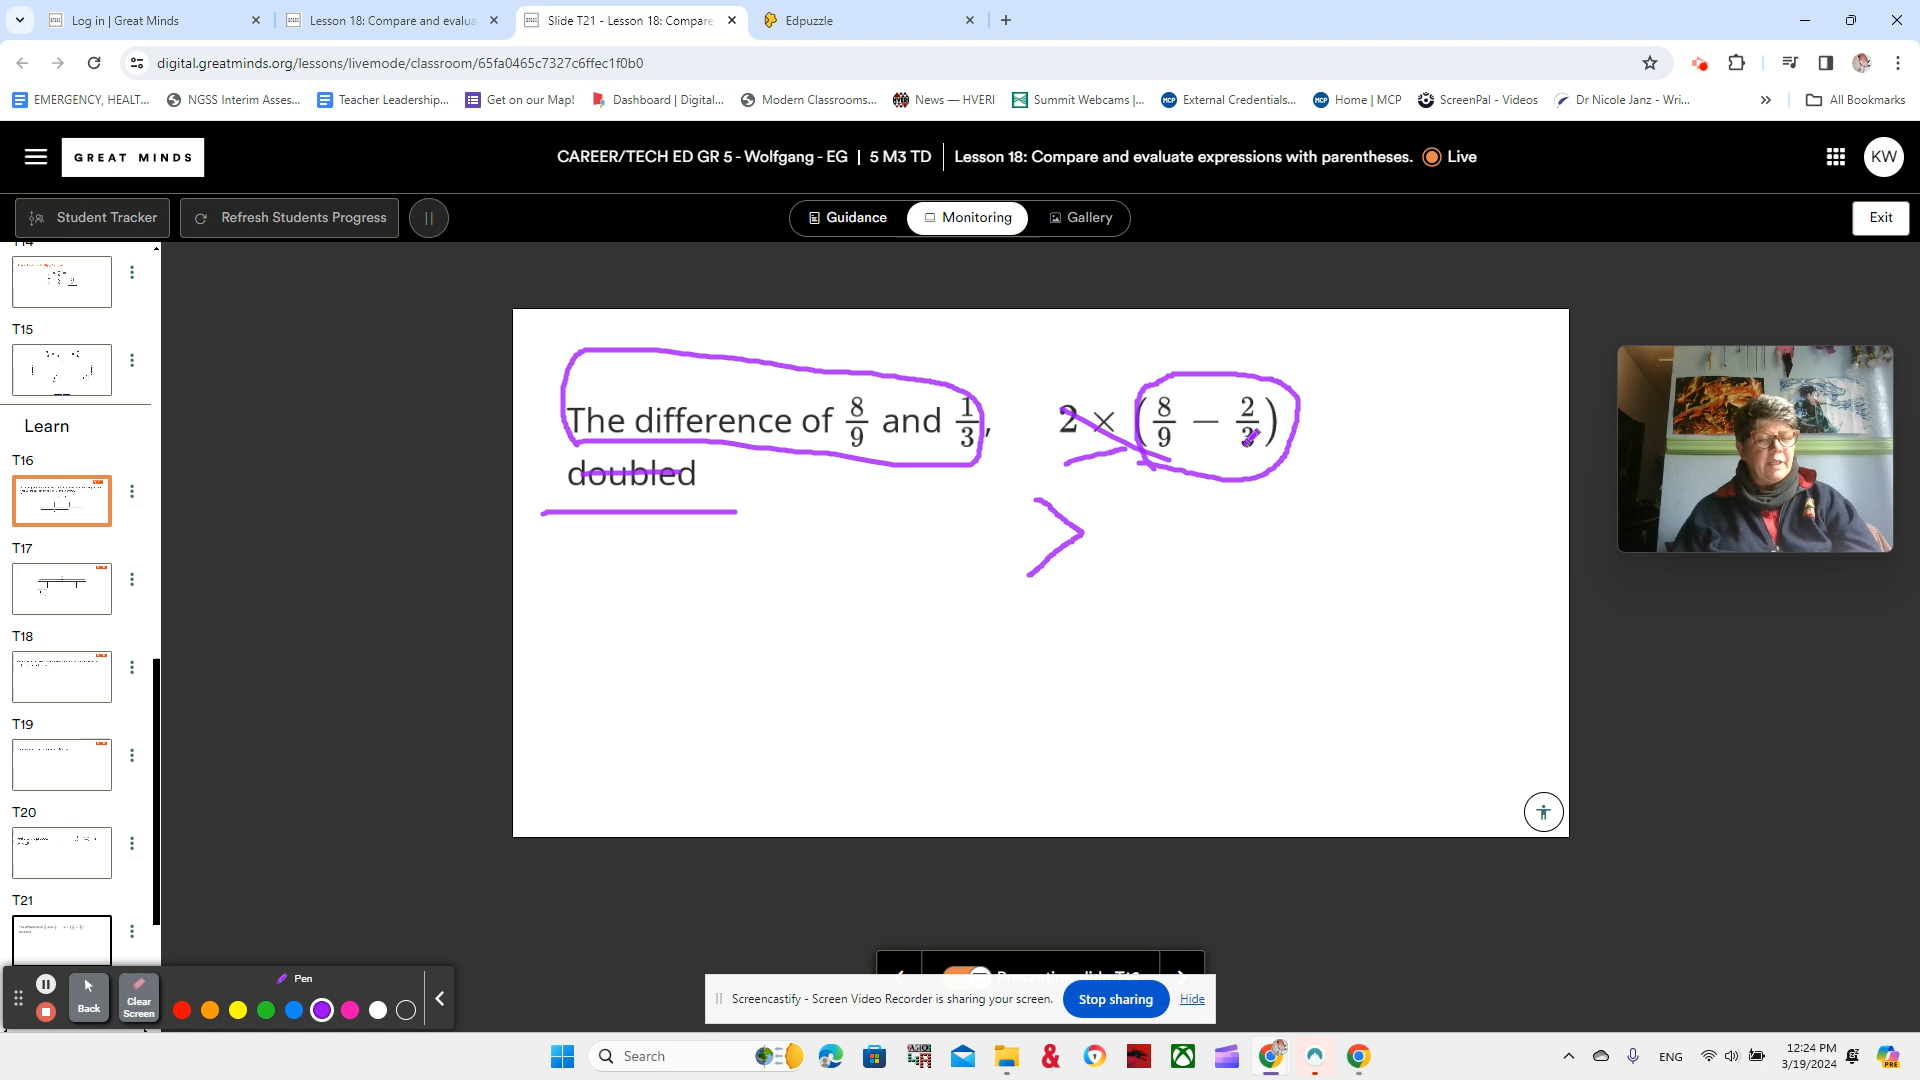 Log in | Great Minds
Lesson 18: Compare and evalua
Slide T21 - Lesson 18: Compare
Edpuzzle
digital.greatminds.org/lessons/livemode/classroom/65fa0465c7327c6ffec1f0b0
EMERGENCY, HEALT... NGSS Interim Asses... Teacher Leadership... Get on our Map! Dashboard | Digital... Modern Classrooms... News — HVERI Summit Webcams |... External Credentials... Home | MCP ScreenPal - Videos Dr Nicole Janz - Wri... All Bookmarks
GREAT MINDS
CAREER/TECH ED GR 5 - Wolfgang - EG | 5 M3 TD
Lesson 18: Compare and evaluate expressions with parentheses. Live
KW
Student Tracker
Refresh Students Progress
Guidance
Monitoring
Gallery
Exit
T15
Learn
T16
T17
T18
T19
T20
T21
The difference of 8/9 and 1/3,
doubled
2 × (8/9 − 2/3)
>
Pen
Back
Clear Screen
Screencastify - Screen Video Recorder is sharing your screen.
Stop sharing
Hide
Search
ENG
12:24 PM
3/19/2024